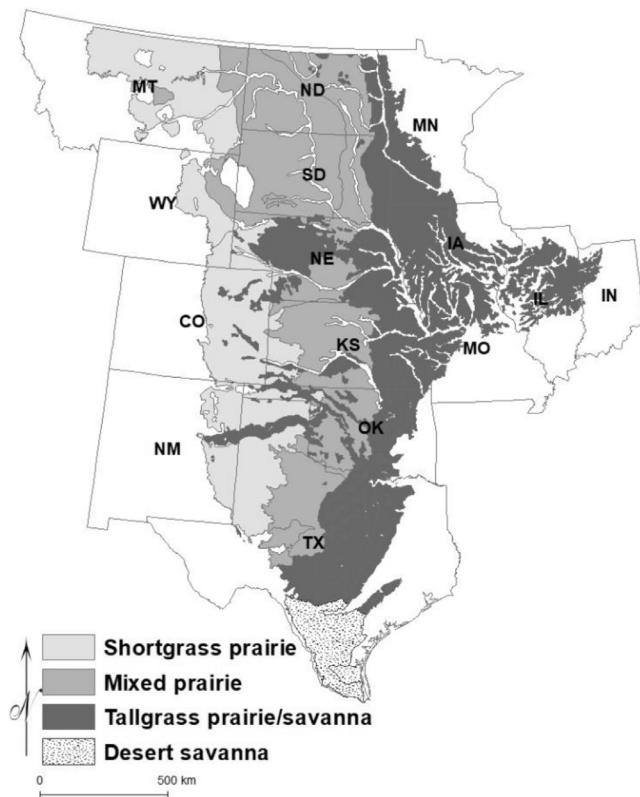 MT
ND
MN
SD
WY
IA
NE
IL
IN
CO
KS
MO
OK
NM
TX
Shortgrass prairie
Mixed prairie
Tallgrass prairie/savanna
Desert savanna
0 500 km